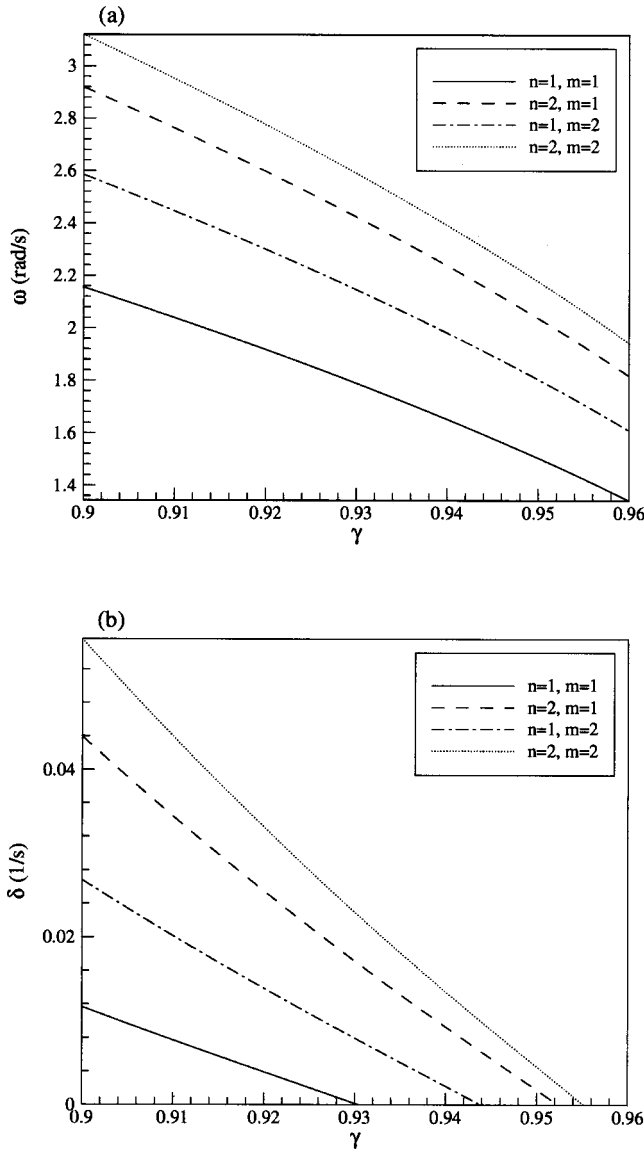 (a)
3
2.8
2.6
2.4
2.2
2
1.8
1.6
1.4
ω (rad/s)
n=1, m=1
n=2, m=1
n=1, m=2
n=2, m=2
0.9 0.91 0.92 0.93 0.94 0.95 0.96
γ
(b)
0.04
0.02
0
δ (1/s)
n=1, m=1
n=2, m=1
n=1, m=2
n=2, m=2
0.9 0.91 0.92 0.93 0.94 0.95 0.96
γ